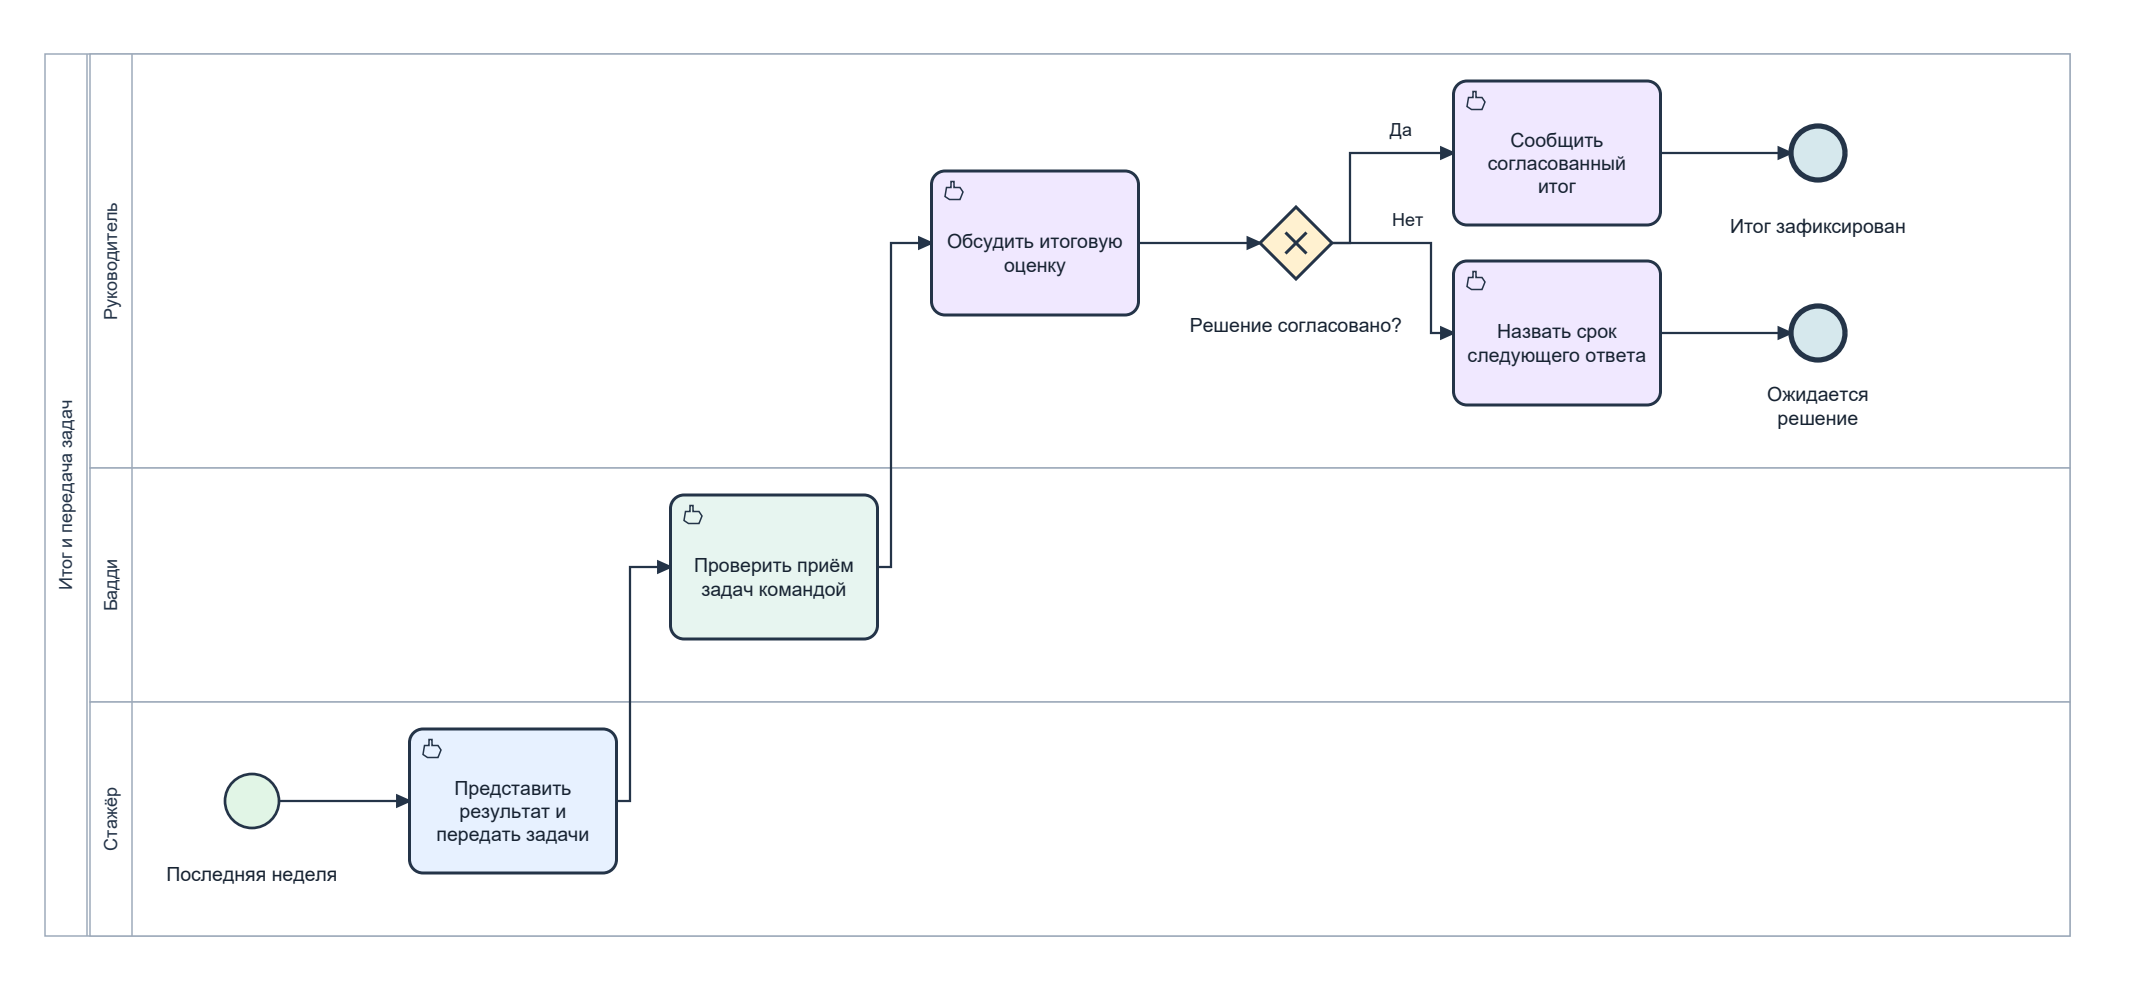 Итог и передача задач
Руководитель
Бадди
Стажёр
Последняя неделя
Представить
результат и
передать задачи
Проверить приём
задач командой
Обсудить итоговую
оценку
Решение согласовано?
Да
Нет
Сообщить
согласованный
итог
Итог зафиксирован
Назвать срок
следующего ответа
Ожидается
решение